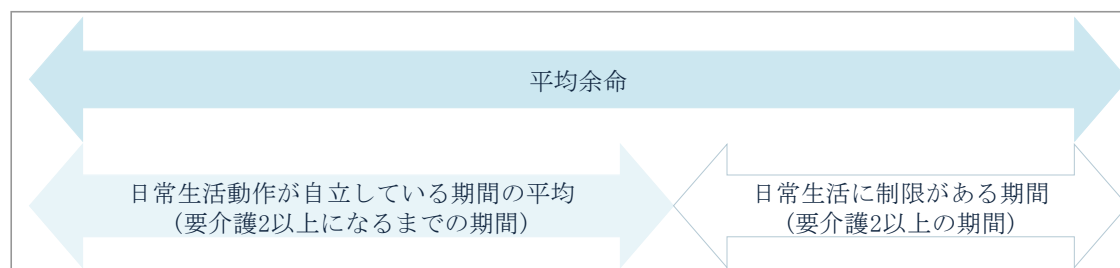 平均余命
日常生活動作が自立している期間の平均
(要介護2以上になるまでの期間)
日常生活に制限がある期間
(要介護2以上の期間)